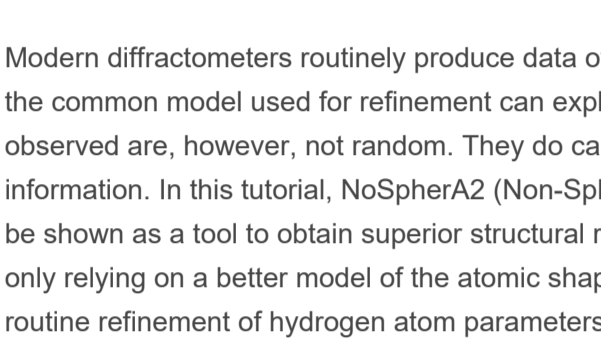 Modern diffractometers routinely produce data o
the common model used for refinement can expl
observed are, however, not random. They do ca
information. In this tutorial, NoSpherA2 (Non-Sph
be shown as a tool to obtain superior structural r
only relying on a better model of the atomic shap
routine refinement of hydrogen atom parameters